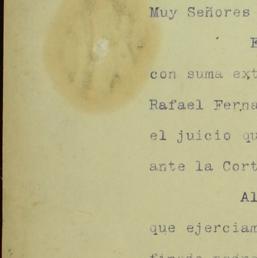 Muy Señores
con suma ext
Rafael Ferna
el juicio qu
ante la Cort
Al
que ejerciam